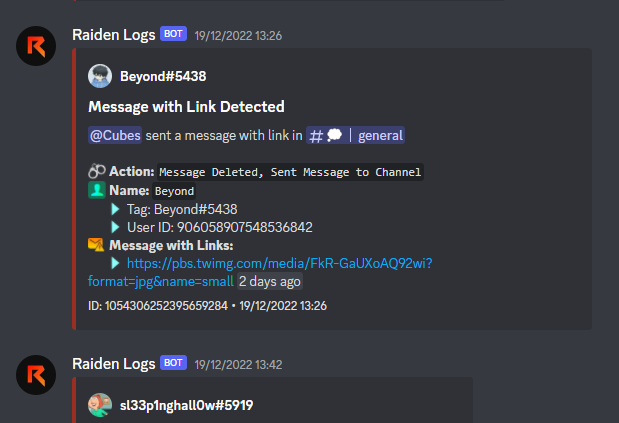 Raiden Logs BOT 19/12/2022 13:26
Beyond#5438
Message with Link Detected
@Cubes sent a message with link in # 💭 | general
Action: Message Deleted, Sent Message to Channel
Name: Beyond
Tag: Beyond#5438
User ID: 906058907548536842
Message with Links:
https://pbs.twimg.com/media/FkR-GaUXoAQ92wi?
format=jpg&name=small 2 days ago
ID: 1054306252395659284 • 19/12/2022 13:26
Raiden Logs BOT 19/12/2022 13:42
sl33p1nghall0w#5919